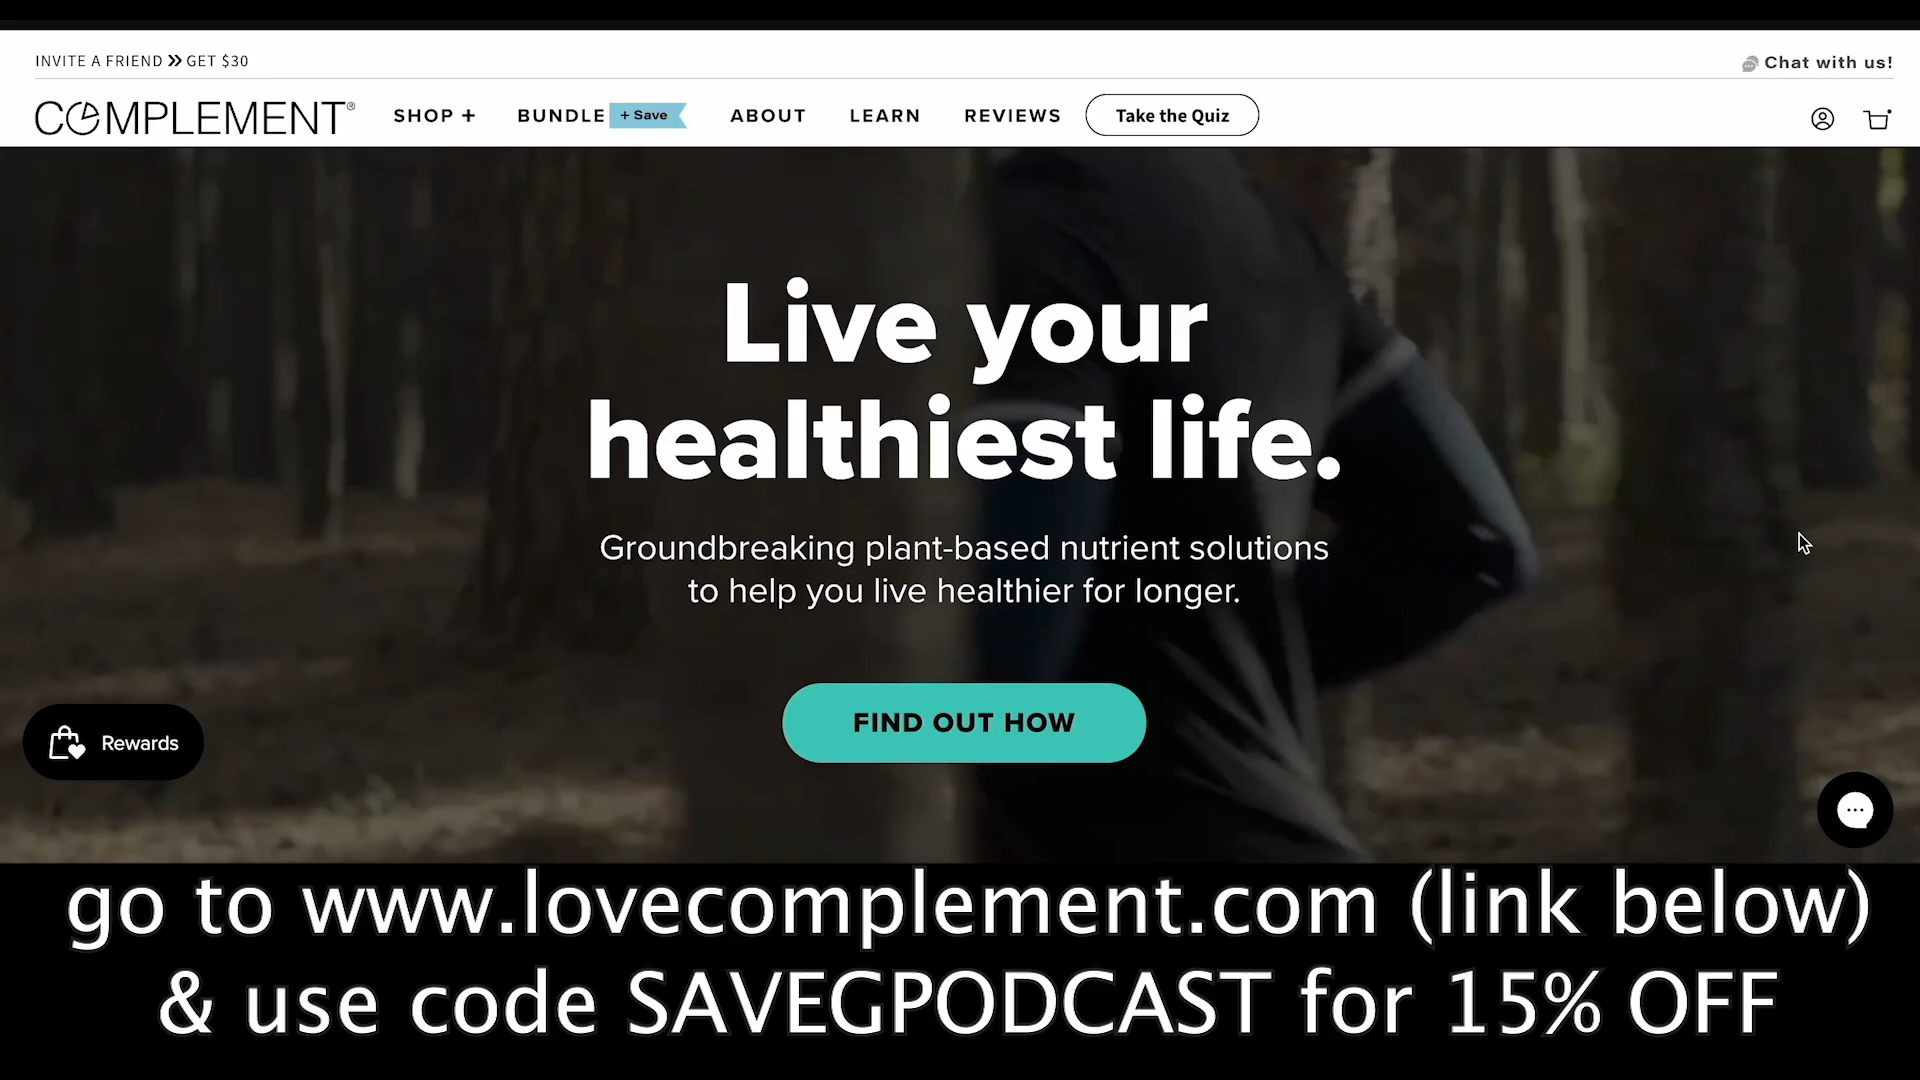 INVITE A FRIEND >> GET $30
Chat with us!
COMPLEMENT®
SHOP +
BUNDLE + Save
ABOUT
LEARN
REVIEWS
Take the Quiz
Live your
healthiest life.
Groundbreaking plant-based nutrient solutions
to help you live healthier for longer.
FIND OUT HOW
Rewards
go to www.lovecomplement.com (link below)
& use code SAVEGPODCAST for 15% OFF